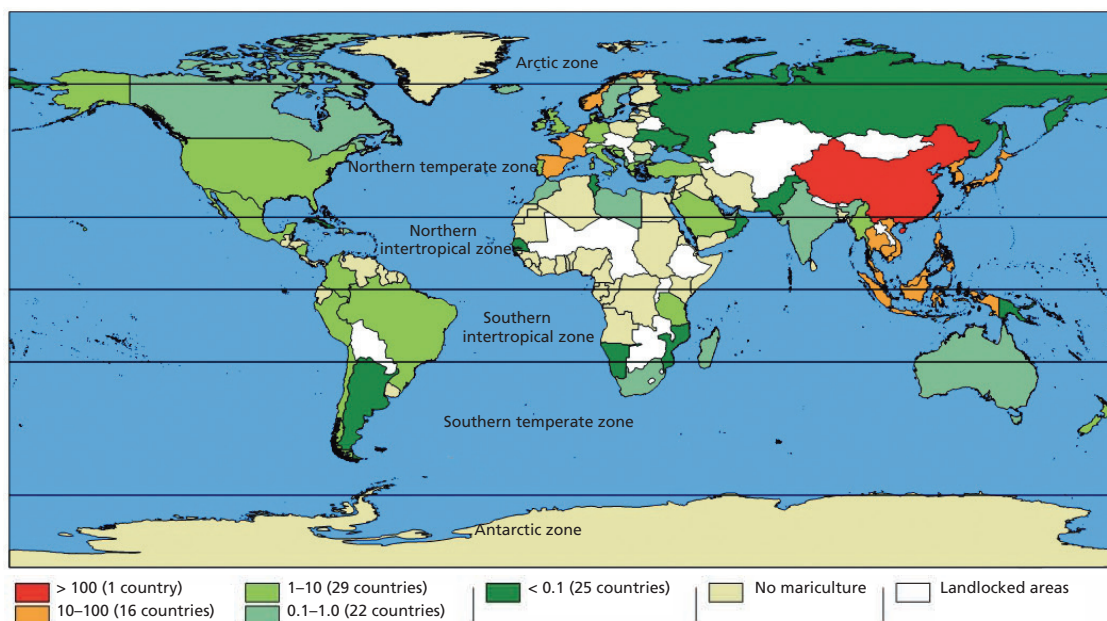 Arctic zone
Northern temperate zone
Northern
intertropical zone
Southern
intertropical zone
Southern temperate zone
Antarctic zone
> 100 (1 country)
10–100 (16 countries)
1–10 (29 countries)
0.1–1.0 (22 countries)
< 0.1 (25 countries)
No mariculture
Landlocked areas